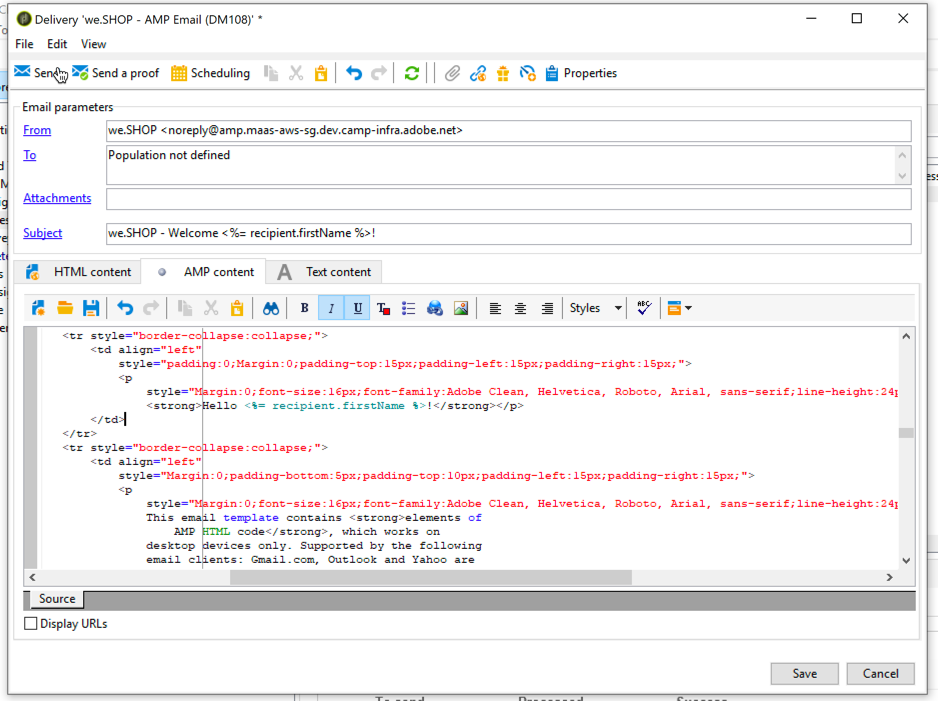 Delivery 'we.SHOP - AMP Email (DM108)' *
File Edit View
Send Send a proof Scheduling Properties
Email parameters
From we.SHOP <noreply@amp.maas-aws-sg.dev.camp-infra.adobe.net>
To Population not defined
Attachments
Subject we.SHOP - Welcome <%= recipient.firstName %>!
HTML content AMP content A Text content
B I U T Styles ABC
<tr style="border-collapse:collapse;">
<td align="left"
style="padding:0;Margin:0;padding-top:15px;padding-left:15px;padding-right:15px;">
<p
style="Margin:0;font-size:16px;font-family:Adobe Clean, Helvetica, Roboto, Arial, sans-serif;line-height:24p
<strong>Hello <%= recipient.firstName %>!</strong></p>
</td>
</tr>
<tr style="border-collapse:collapse;">
<td align="left"
style="Margin:0;padding-bottom:5px;padding-top:10px;padding-left:15px;padding-right:15px;">
<p
style="Margin:0;font-size:16px;font-family:Adobe Clean, Helvetica, Roboto, Arial, sans-serif;line-height:24p
This email template contains <strong>elements of
AMP HTML code</strong>, which works on
desktop devices only. Supported by the following
email clients: Gmail.com, Outlook and Yahoo are
Source
Display URLs
Save Cancel